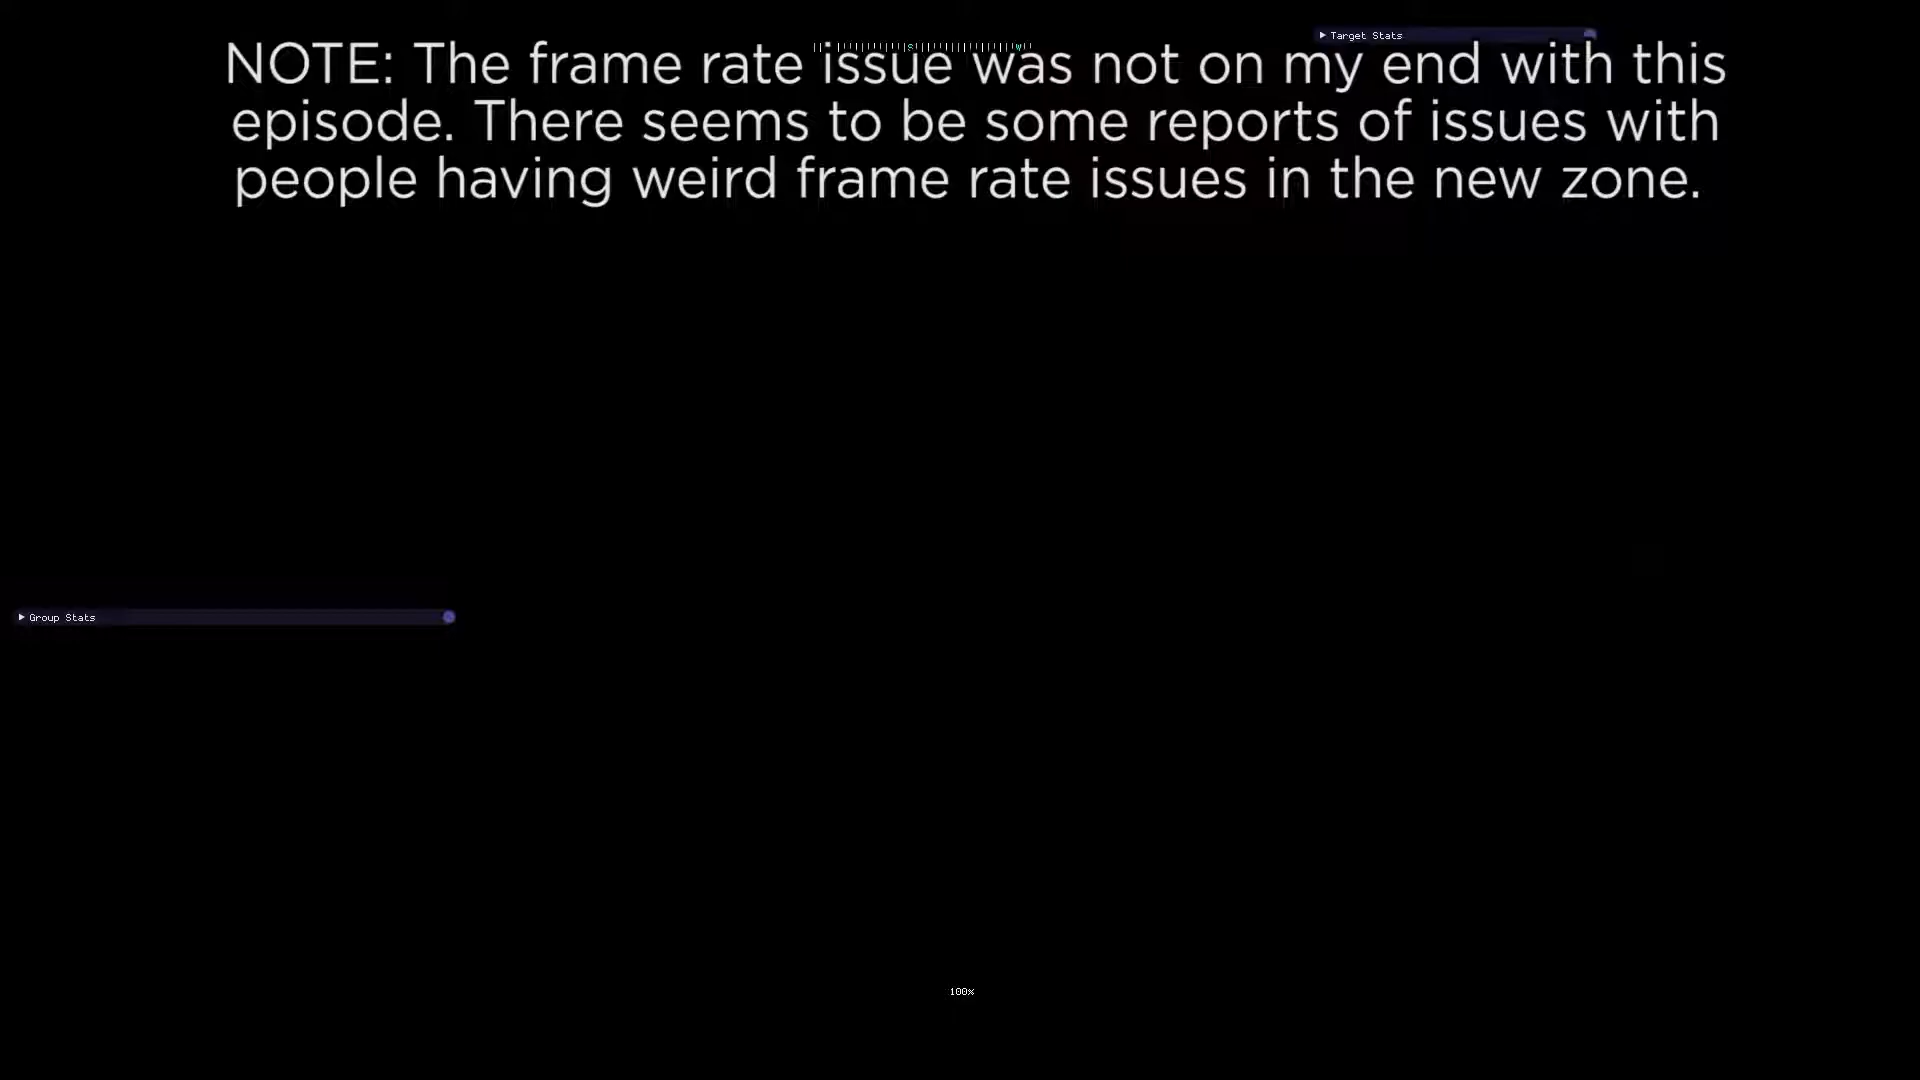 Target Stats
NOTE: The frame rate issue was not on my end with this
episode. There seems to be some reports of issues with
people having weird frame rate issues in the new zone.
Group Stats
100%